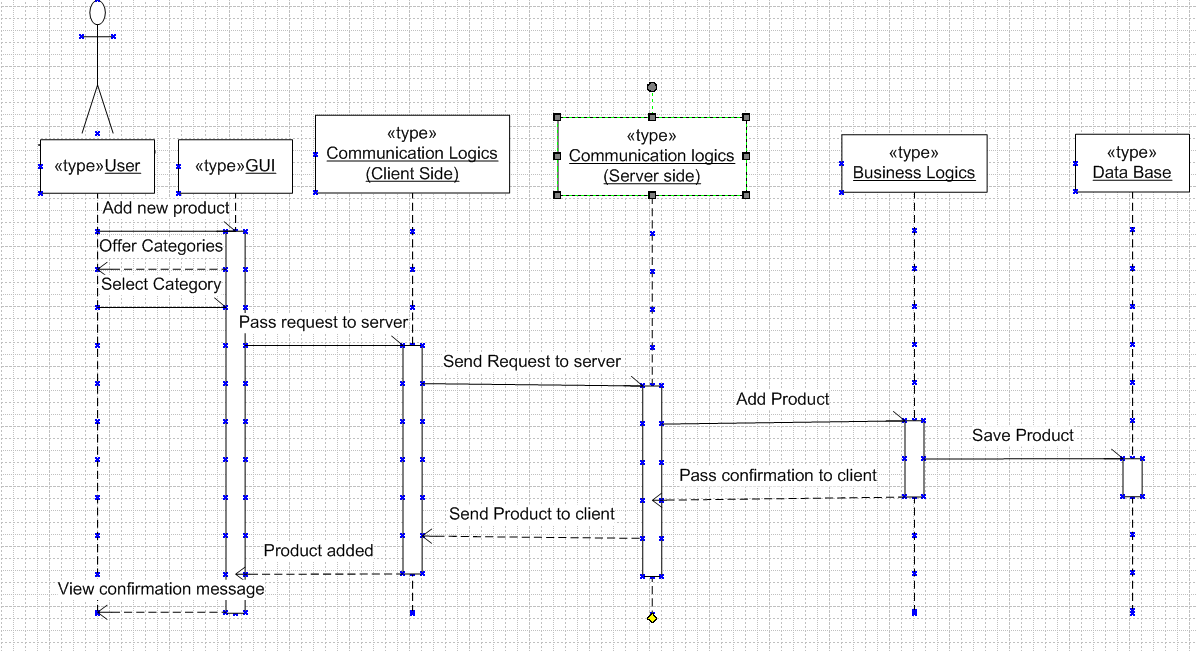 «type»User
«type»GUI
«type»
Communication Logics
(Client Side)
«type»
Communication logics
(Server side)
«type»
Business Logics
«type»
Data Base
Add new product
Offer Categories
Select Category
Pass request to server
Send Request to server
Add Product
Save Product
Pass confirmation to client
Send Product to client
Product added
View confirmation message